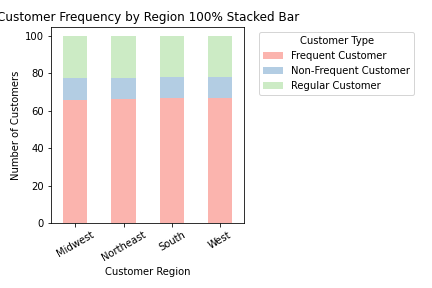 Customer Frequency by Region 100% Stacked Bar
Customer Type
Frequent Customer
Non-Frequent Customer
Regular Customer
Number of Customers
100
80
60
40
20
0
Midwest
Northeast
South
West
Customer Region